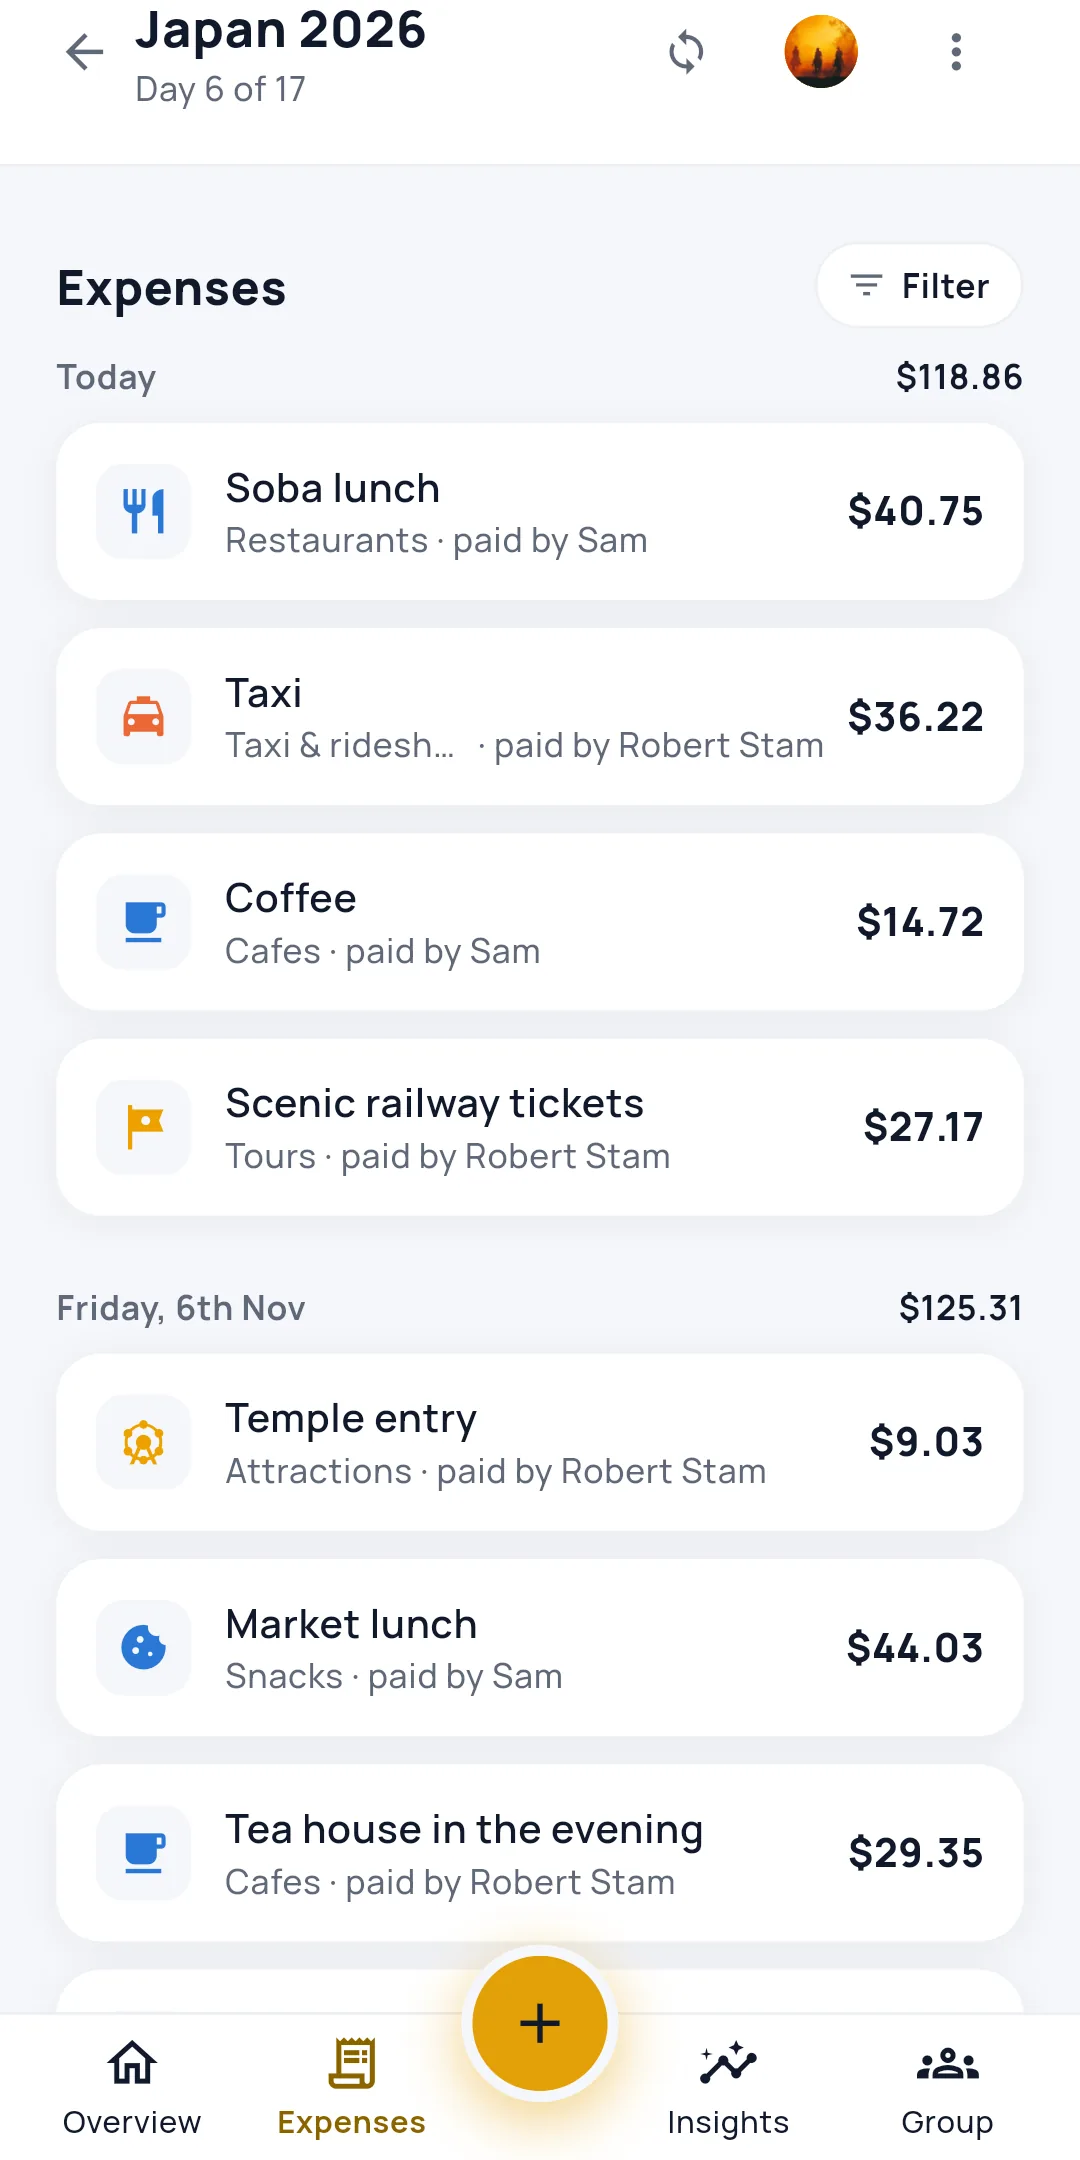 Japan 2026
Day 6 of 17
Expenses
Filter
Today
$118.86
Soba lunch
Restaurants · paid by Sam
$40.75
Taxi
Taxi & ridesh... · paid by Robert Stam
$36.22
Coffee
Cafes · paid by Sam
$14.72
Scenic railway tickets
Tours · paid by Robert Stam
$27.17
Friday, 6th Nov
$125.31
Temple entry
Attractions · paid by Robert Stam
$9.03
Market lunch
Snacks · paid by Sam
$44.03
Tea house in the evening
Cafes · paid by Robert Stam
$29.35
Overview
Expenses
Insights
Group